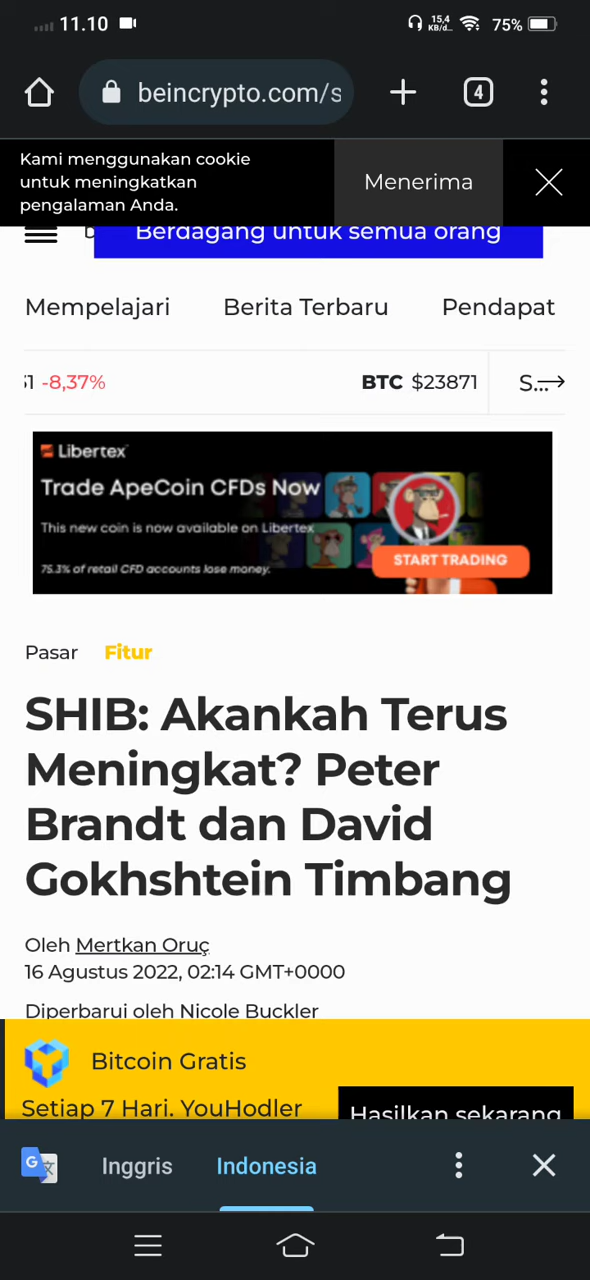 11.10
15,4
KB/d
75%
beincrypto.com/s
4
Kami menggunakan cookie
untuk meningkatkan
pengalaman Anda.
Menerima
Berdagang untuk semua orang
Mempelajari Berita Terbaru Pendapat
-8,37% BTC $23871 S...
Libertex
Trade ApeCoin CFDs Now
This new coin is now available on Libertex
START TRADING
75.3% of retail CFD accounts lose money.
Pasar Fitur
SHIB: Akankah Terus
Meningkat? Peter
Brandt dan David
Gokhshtein Timbang
Oleh Mertkan Oruç
16 Agustus 2022, 02:14 GMT+0000
Diperbarui oleh Nicole Buckler
Bitcoin Gratis
Setiap 7 Hari. YouHodler
Hasilkan sekarang
Inggris Indonesia